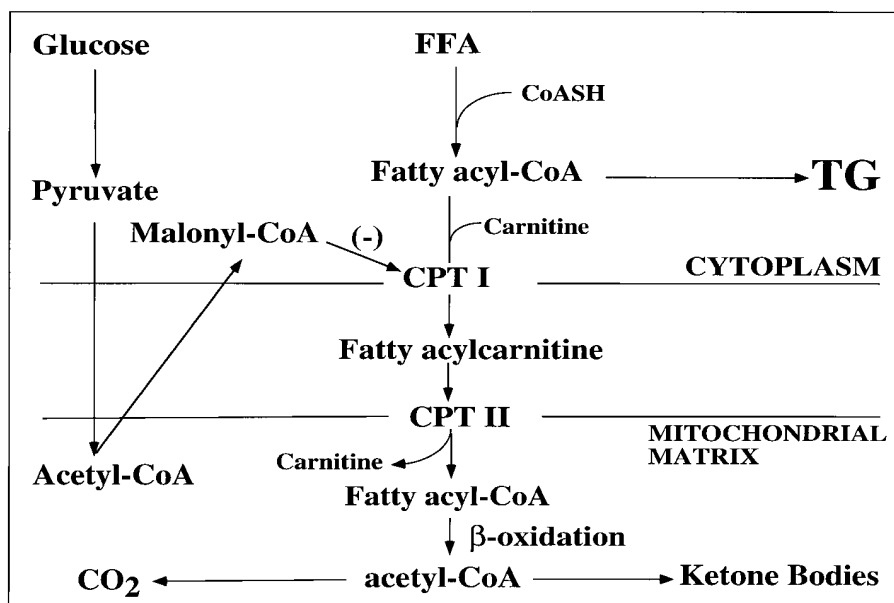 Glucose
FFA
CoASH
Pyruvate
Fatty acyl-CoA
TG
Malonyl-CoA
(-)
Carnitine
CPT I
CYTOPLASM
Fatty acylcarnitine
CPT II
MITOCHONDRIAL
MATRIX
Acetyl-CoA
Carnitine
Fatty acyl-CoA
β-oxidation
CO2
acetyl-CoA
Ketone Bodies